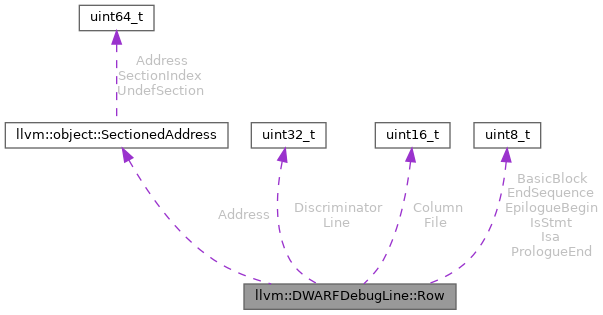 uint64_t
Address
SectionIndex
UndefSection
llvm::object::SectionedAddress
uint32_t
uint16_t
uint8_t
Address
Discriminator
Line
Column
File
BasicBlock
EndSequence
EpilogueBegin
IsStmt
Isa
PrologueEnd
llvm::DWARFDebugLine::Row